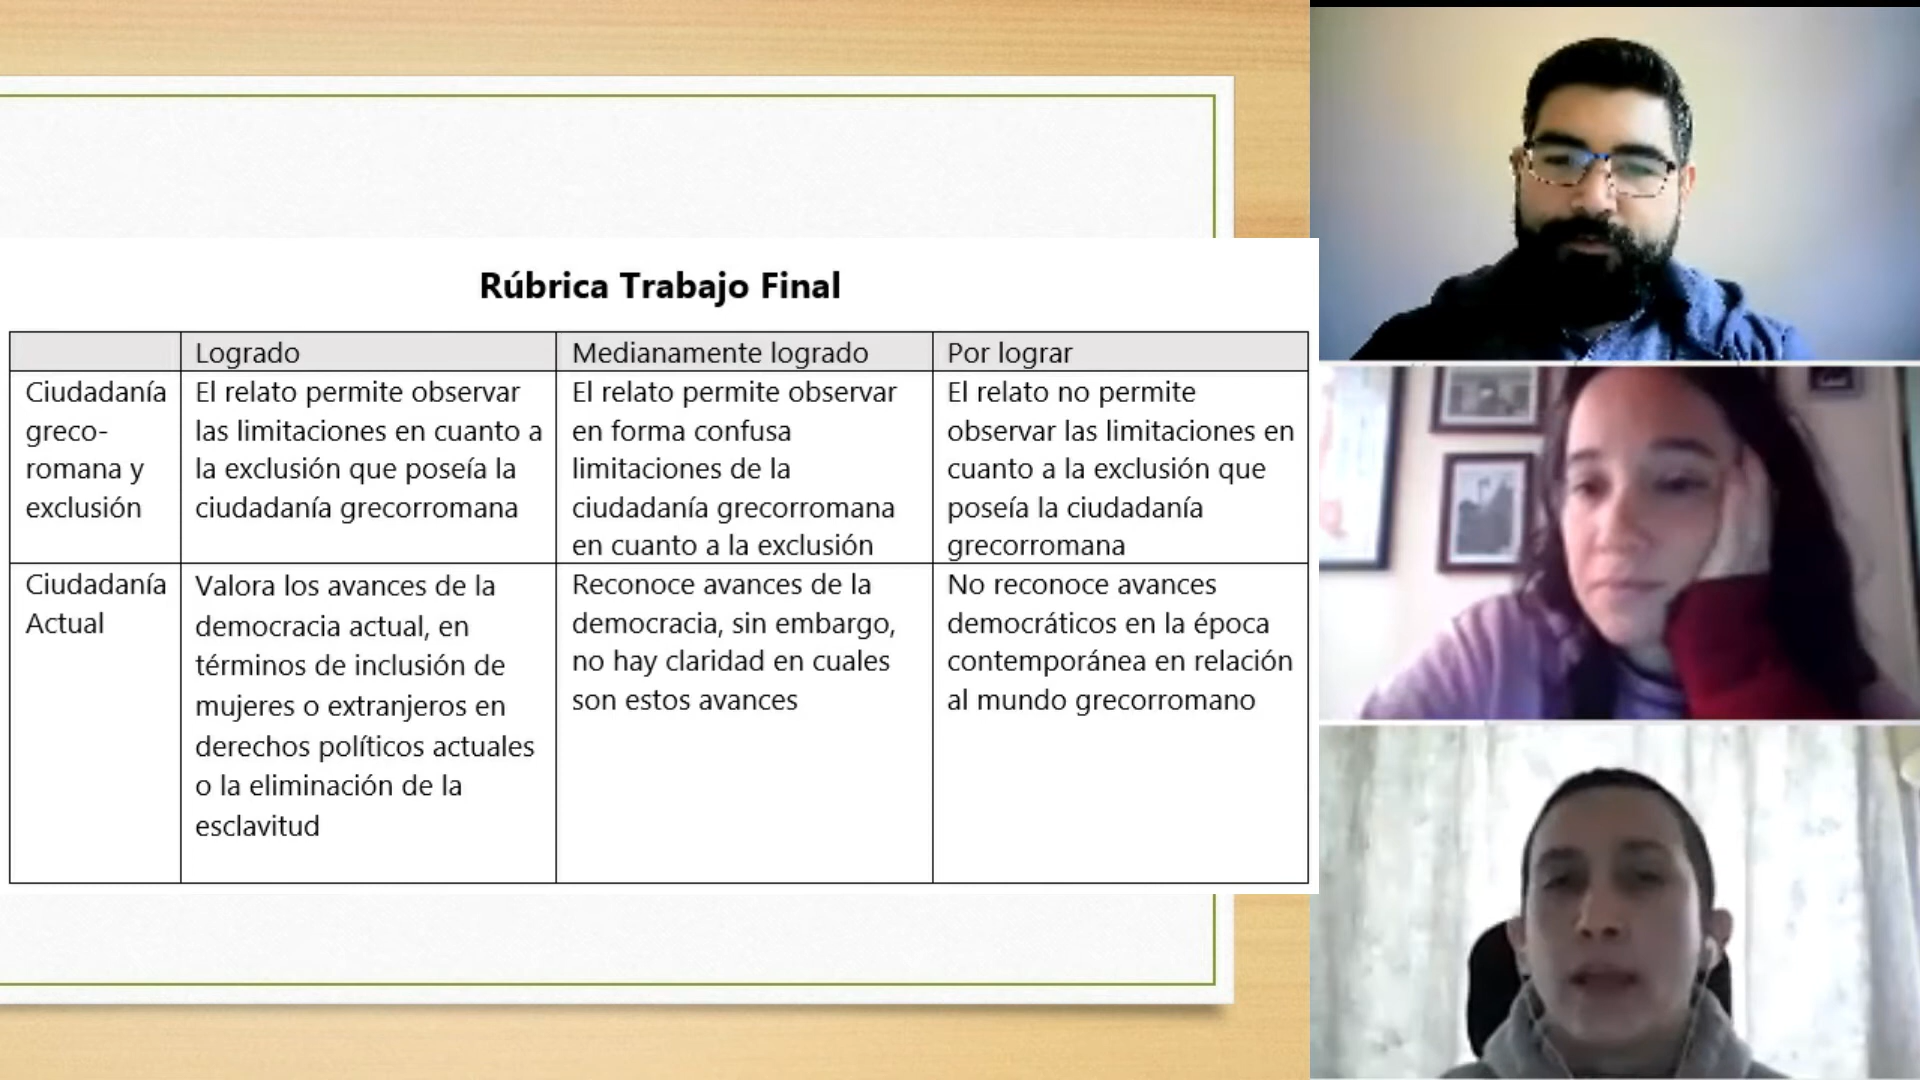 Rúbrica Trabajo Final
Logrado
Medianamente logrado
Por lograr
Ciudadanía
greco-
romana y
exclusión
El relato permite observar
las limitaciones en cuanto a
la exclusión que poseía la
ciudadanía grecorromana
El relato permite observar
en forma confusa
limitaciones de la
ciudadanía grecorromana
en cuanto a la exclusión
El relato no permite
observar las limitaciones en
cuanto a la exclusión que
poseía la ciudadanía
grecorromana
Ciudadanía
Actual
Valora los avances de la
democracia actual, en
términos de inclusión de
mujeres o extranjeros en
derechos políticos actuales
o la eliminación de la
esclavitud
Reconoce avances de la
democracia, sin embargo,
no hay claridad en cuales
son estos avances
No reconoce avances
democráticos en la época
contemporánea en relación
al mundo grecorromano